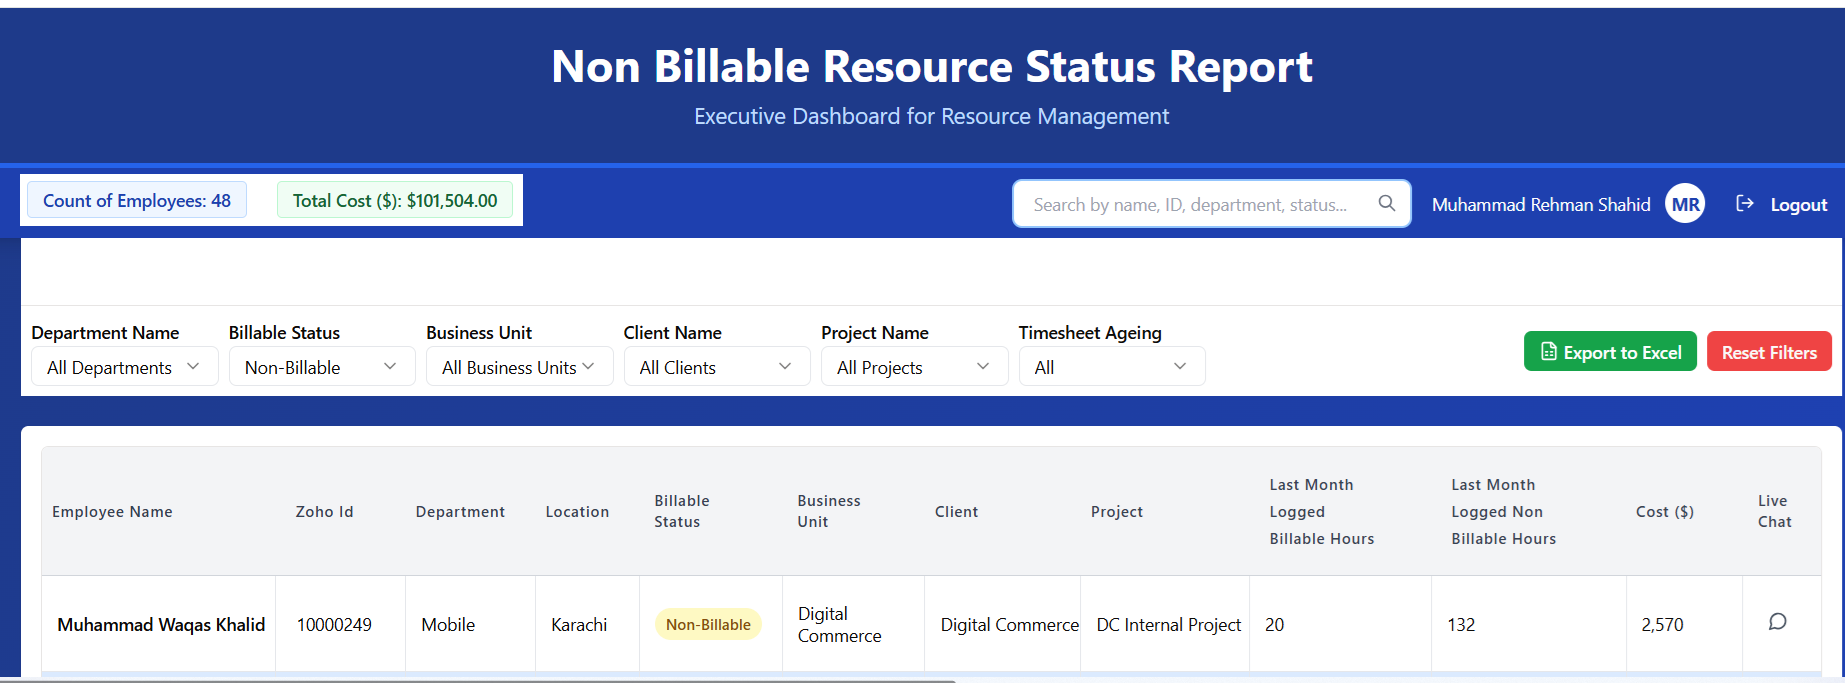 Non Billable Resource Status Report
Executive Dashboard for Resource Management
Count of Employees: 48
Total Cost ($): $101,504.00
Search by name, ID, department, status...
Muhammad Rehman Shahid
MR
Logout
Department Name
Billable Status
Business Unit
Client Name
Project Name
Timesheet Ageing
All Departments
Non-Billable
All Business Units
All Clients
All Projects
All
Export to Excel
Reset Filters
Employee Name
Zoho Id
Department
Location
Billable
Status
Business
Unit
Client
Project
Last Month
Logged
Billable Hours
Last Month
Logged Non
Billable Hours
Cost ($)
Live
Chat
Muhammad Waqas Khalid
10000249
Mobile
Karachi
Non-Billable
Digital
Commerce
Digital Commerce
DC Internal Project
20
132
2,570